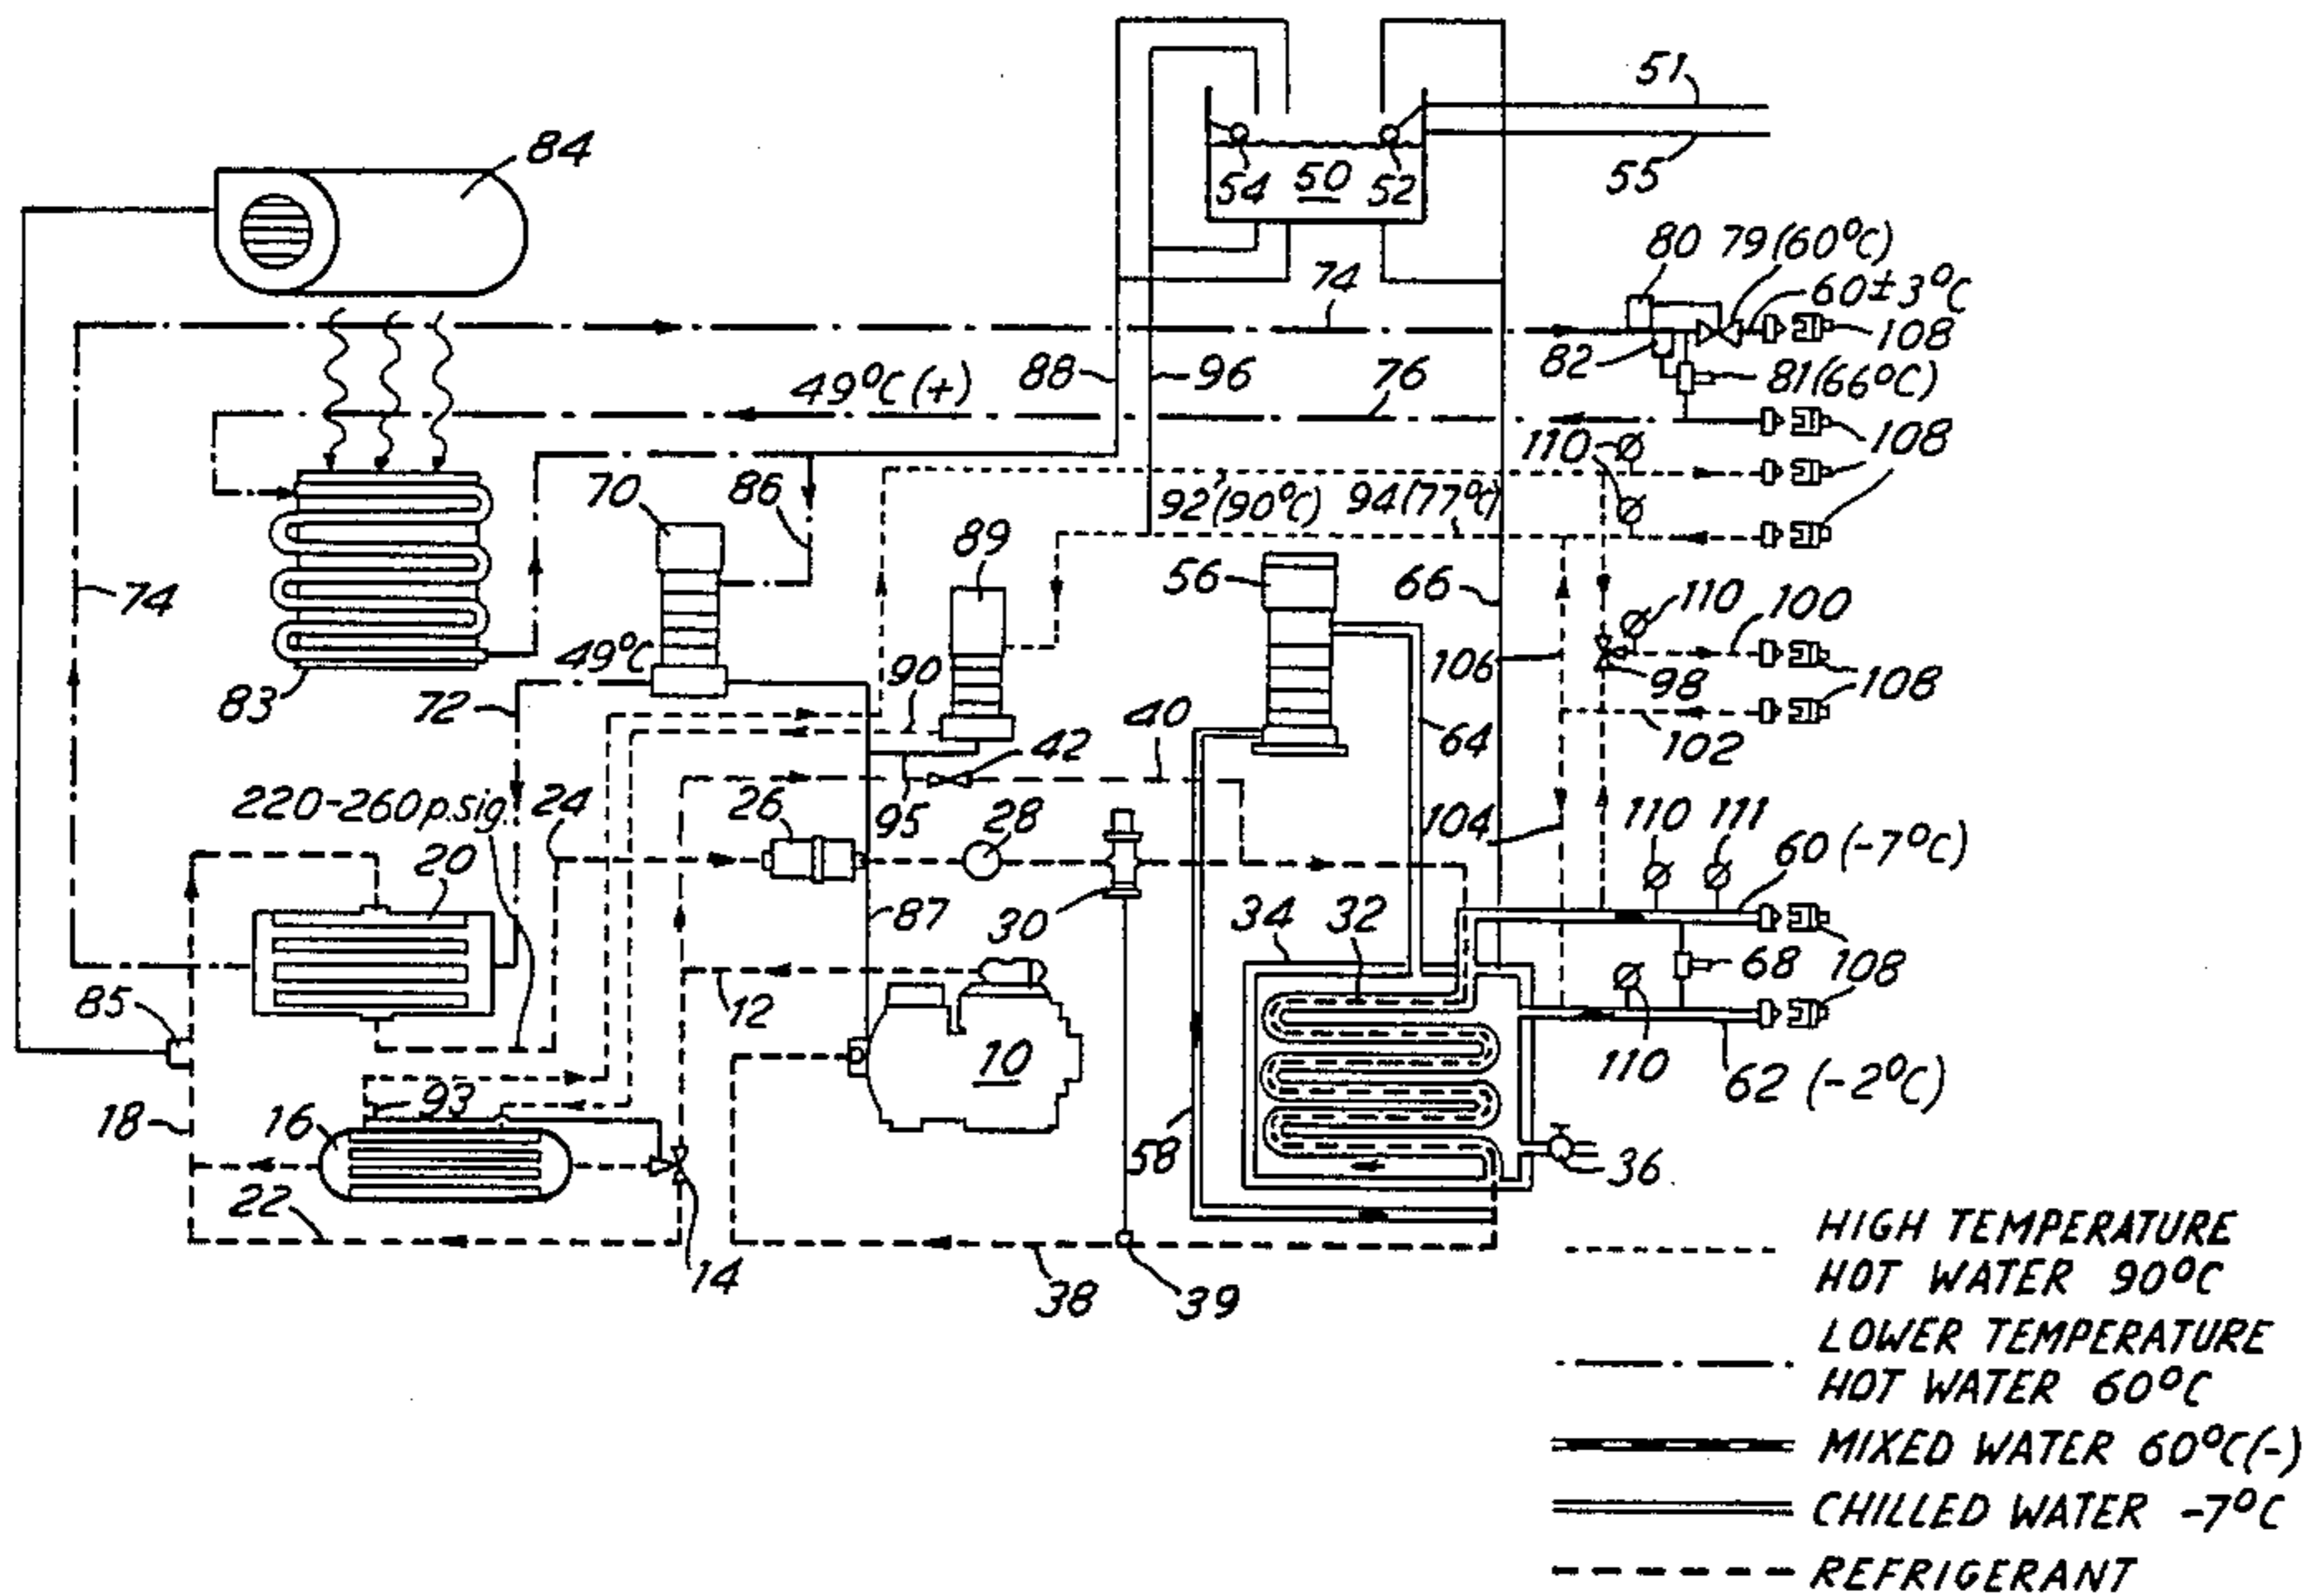 51
84
54 50 52
55
80 79(60°C)
74
60±3°C
108
82
88 96 76
81(66°C)
49°C(+)
108
110
70 86
92(90°C) 94(77°C)
89
56
66
110 100
74
49°C 90
106
98 108
83 72
40
64
102
42
220-260p.sig. 24 26
95 28
104
110 111
60 (-7°C)
20
87 30 34 32
68 108
85 12
10
110
62 (-2°C)
93
18 16
58
36
22
14 38 39
HIGH TEMPERATURE
HOT WATER 90°C
LOWER TEMPERATURE
HOT WATER 60°C
MIXED WATER 60°C(-)
CHILLED WATER -7°C
REFRIGERANT